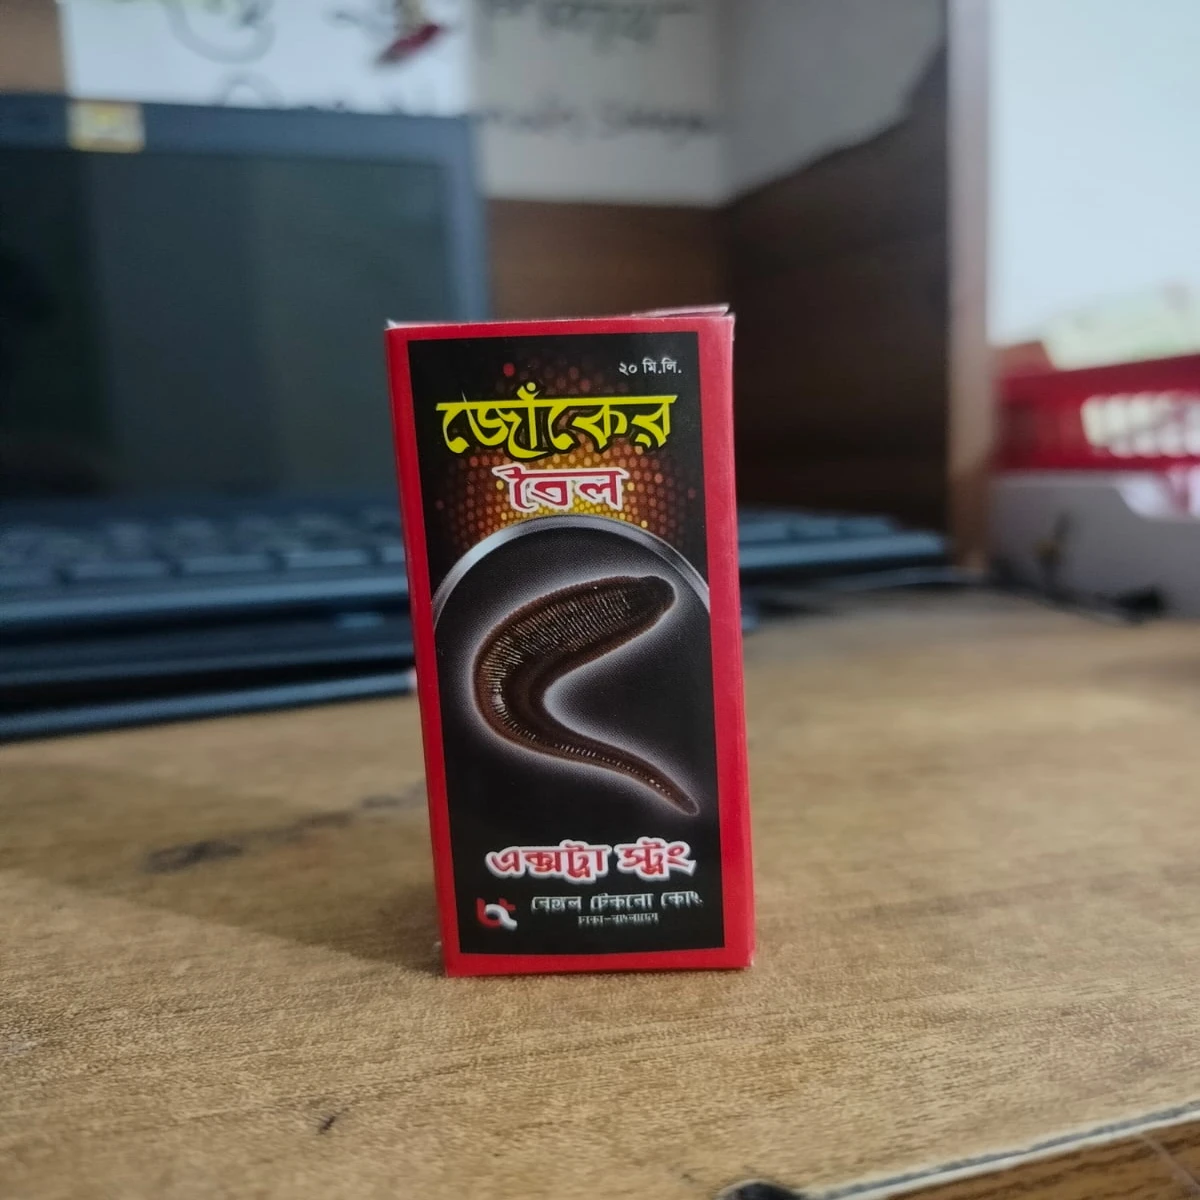 ২০ মি.লি.
জোঁকের
তৈল
এক্সট্রা স্ট্রং
বেঙ্গল টেকনো কোং
ঢাকা-বাংলাদেশ